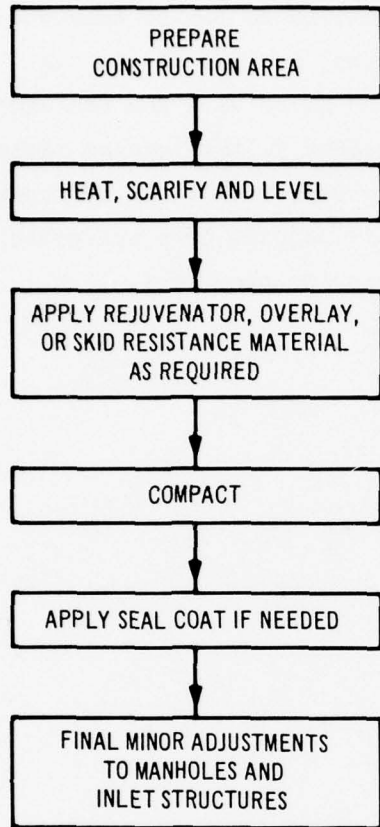 PREPARE
CONSTRUCTION AREA
HEAT, SCARIFY AND LEVEL
APPLY REJUVENATOR, OVERLAY,
OR SKID RESISTANCE MATERIAL
AS REQUIRED
COMPACT
APPLY SEAL COAT IF NEEDED
FINAL MINOR ADJUSTMENTS
TO MANHOLES AND
INLET STRUCTURES